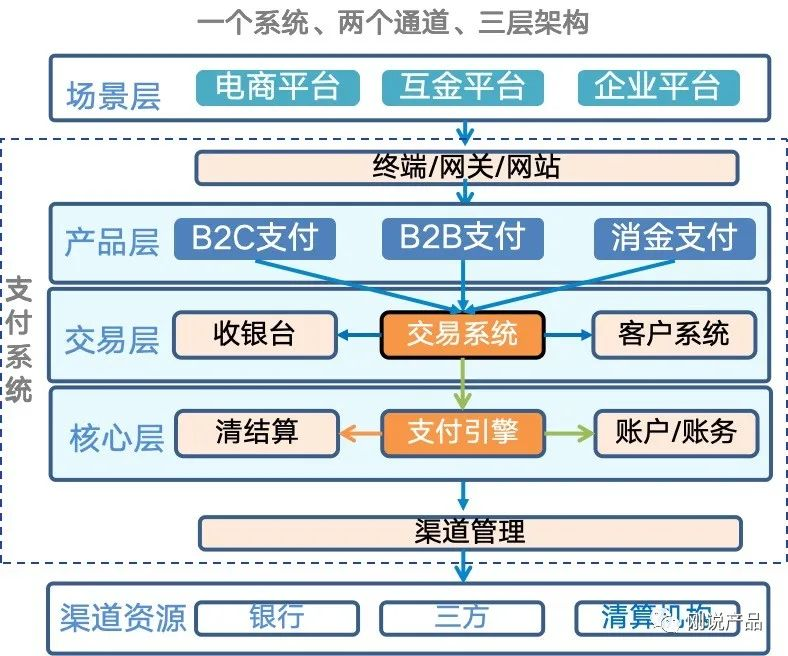 一个系统、两个通道、三层架构
场景层
电商平台
互金平台
企业平台
终端/网关/网站
产品层
B2C支付
B2B支付
消金支付
支付系统
交易层
收银台
交易系统
客户系统
核心层
清结算
支付引擎
账户/账务
渠道管理
渠道资源
银行
三方
清算机构
刚说产品